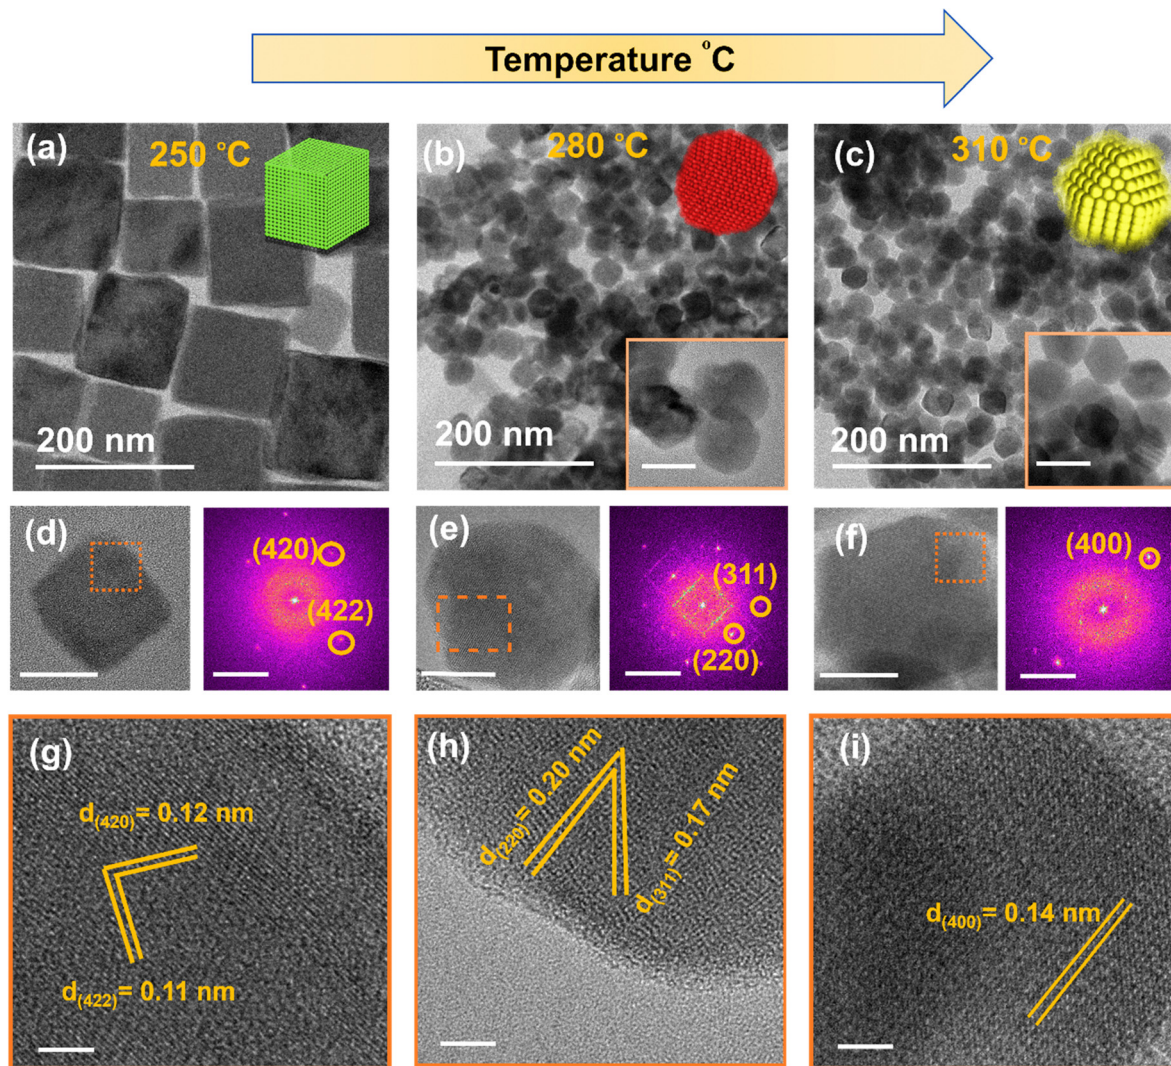 Temperature °C
(a)
250 °C
200 nm
(b)
280 °C
200 nm
(c)
310 °C
200 nm
(d)
(420)
(422)
(e)
(311)
(220)
(f)
(400)
(g)
d(420)= 0.12 nm
d(422)= 0.11 nm
(h)
d(220)= 0.20 nm
d(311)= 0.17 nm
(i)
d(400)= 0.14 nm